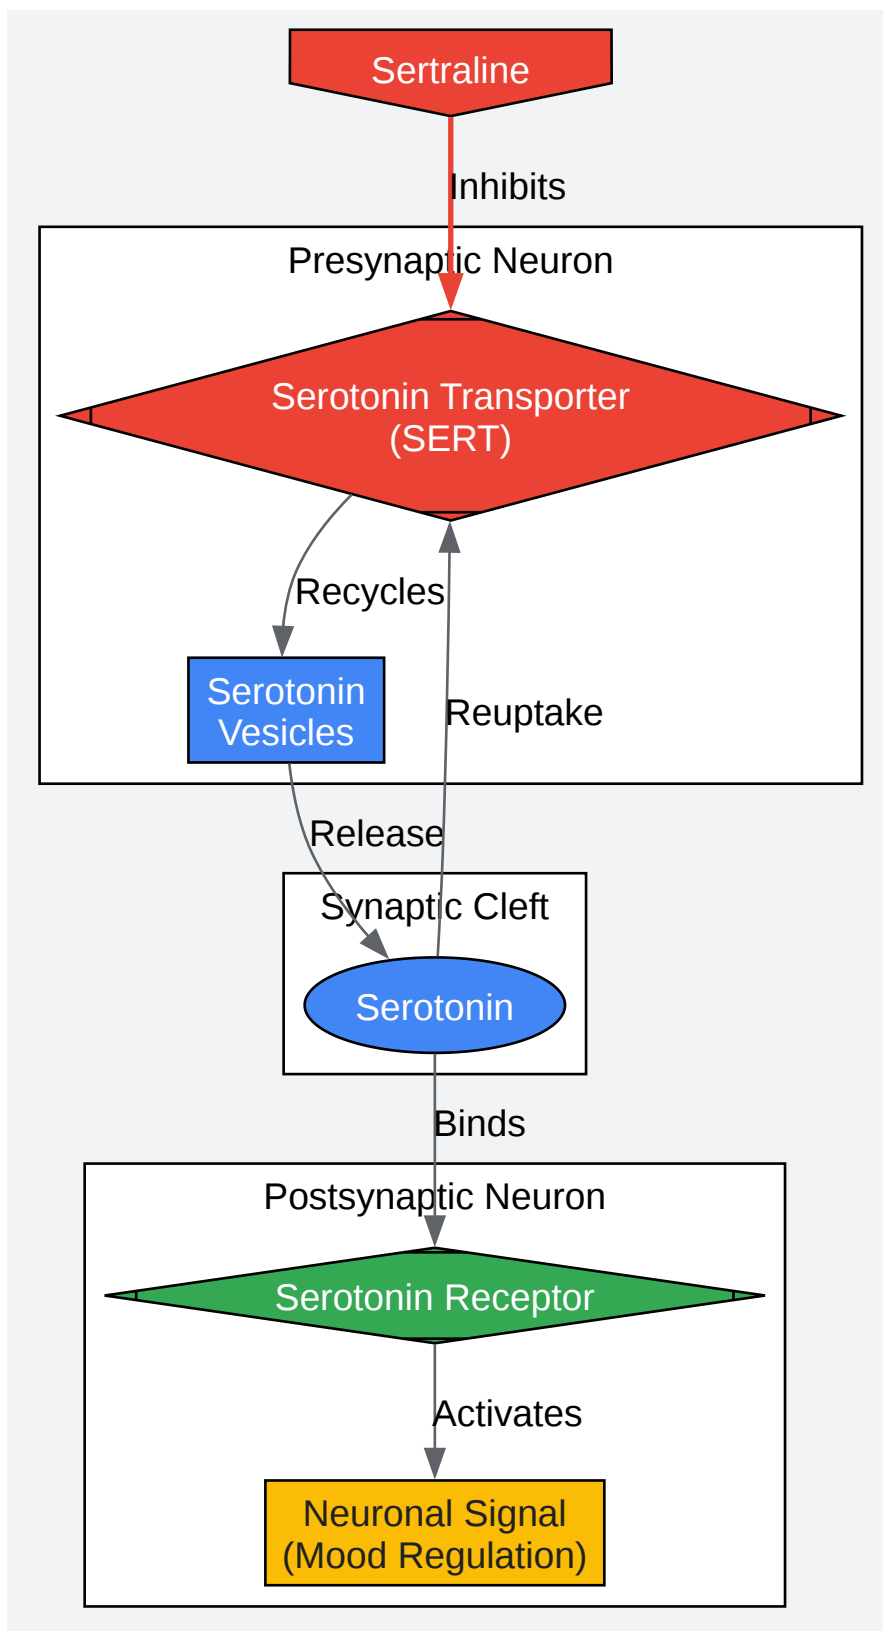 Sertraline
Inhibits
Presynaptic Neuron
Serotonin Transporter
(SERT)
Recycles
Serotonin
Vesicles
Reuptake
Release
Synaptic Cleft
Serotonin
Binds
Postsynaptic Neuron
Serotonin Receptor
Activates
Neuronal Signal
(Mood Regulation)